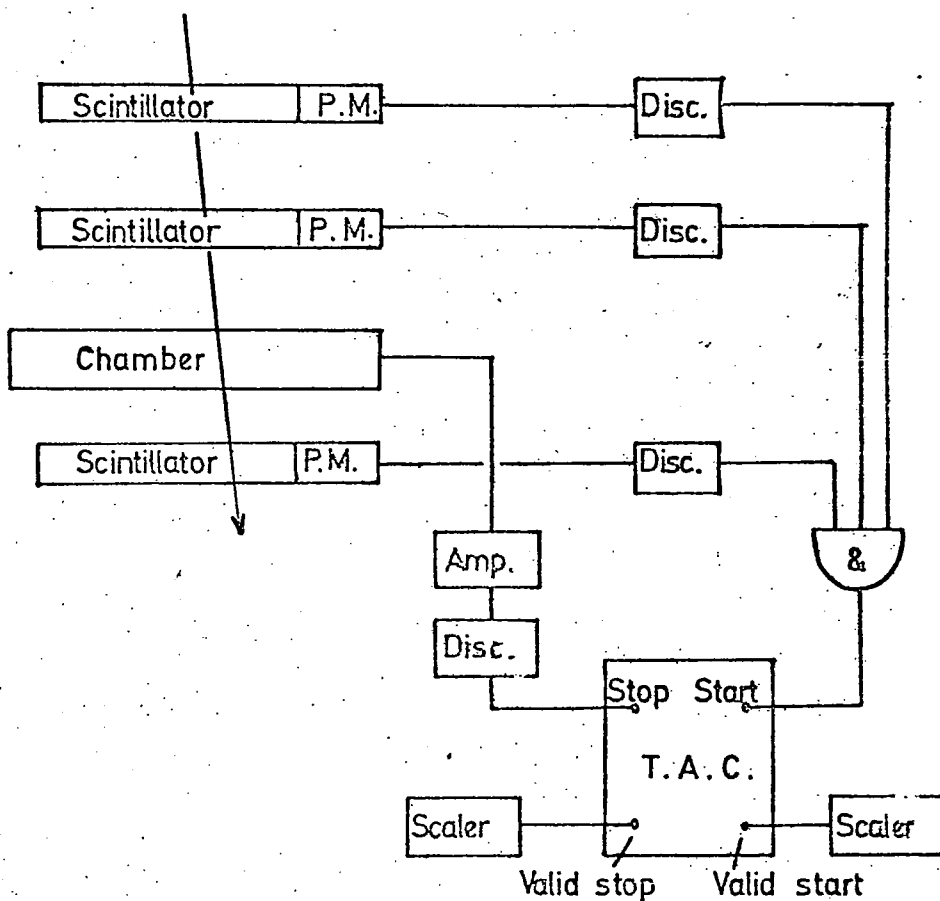 Scintillator P.M. Disc.
Scintillator P.M. Disc.
Chamber
Scintillator P.M. Disc.
&
Amp.
Disc.
Stop Start
T.A.C.
Scaler Scaler
Valid stop Valid start